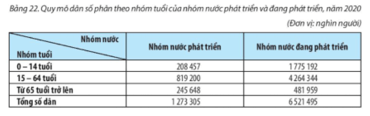 Bảng 22. Quy mô dân số phân theo nhóm tuổi của nhóm nước phát triển và đang phát triển, năm 2020
(Đơn vị: nghìn người)
Nhóm nước
Nhóm tuổi
Nhóm nước phát triển
Nhóm nước đang phát triển
0 – 14 tuổi 208 457 1 775 192
15 – 64 tuổi 819 200 4 264 344
Từ 65 tuổi trở lên 245 648 481 959
Tổng số dân 1 273 305 6 521 495